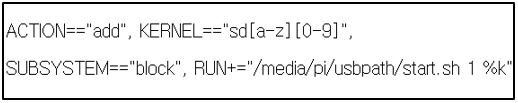 ACTION=="add", KERNEL=="sd[a-z][0-9]",
SUBSYSTEM=="block", RUN+="/media/pi/usbpath/start.sh 1 %k"